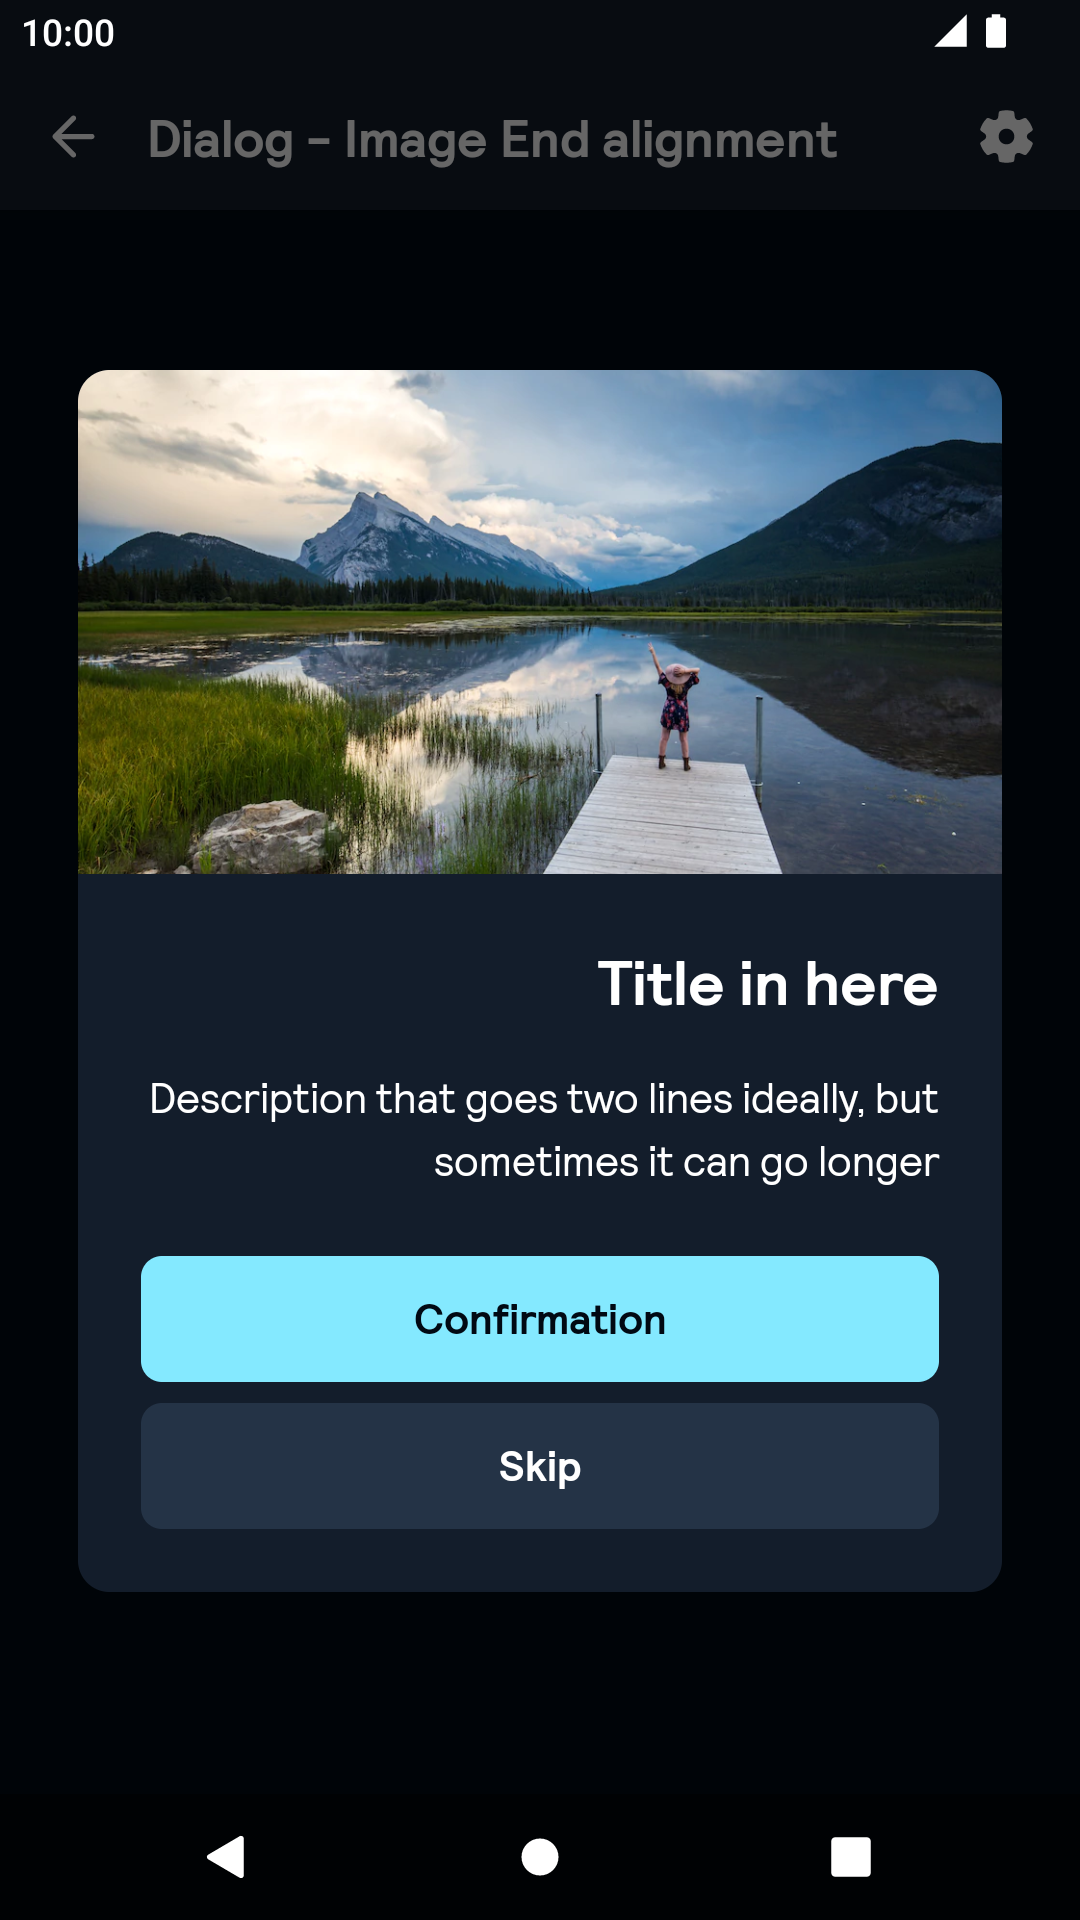 10:00
Dialog - Image End alignment
Title in here
Description that goes two lines ideally, but
sometimes it can go longer
Confirmation
Skip